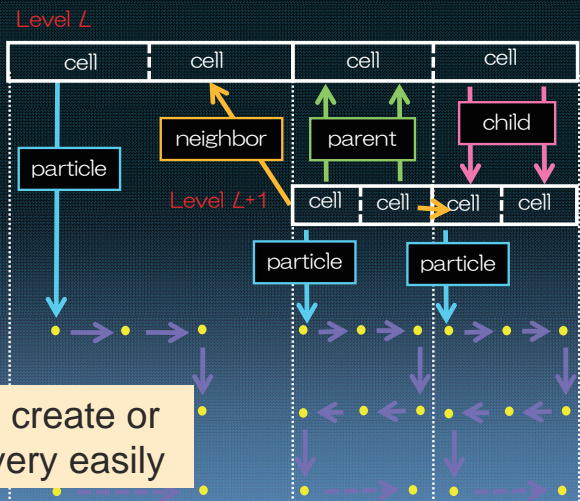 Level L
cell cell cell cell
neighbor parent child
particle
Level L+1 cell cell cell cell
particle particle
create or
very easily